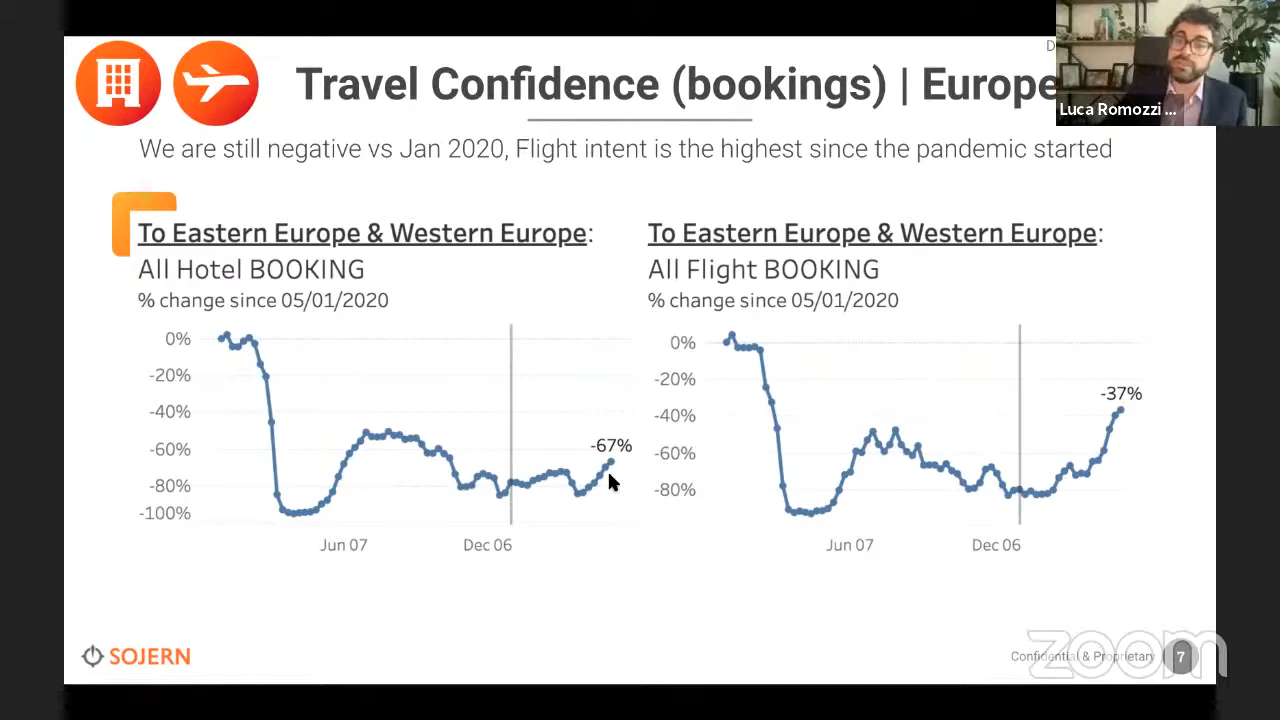 D
Travel Confidence (bookings) | Europe
Luca Romozzi ...
We are still negative vs Jan 2020, Flight intent is the highest since the pandemic started
To Eastern Europe & Western Europe:
All Hotel BOOKING
% change since 05/01/2020
0%
-20%
-40%
-60%
-80%
-100%
-67%
Jun 07
Dec 06
To Eastern Europe & Western Europe:
All Flight BOOKING
% change since 05/01/2020
0%
-20%
-40%
-60%
-80%
-37%
Jun 07
Dec 06
SOJERN
Confidential & Proprietary
7
zoom